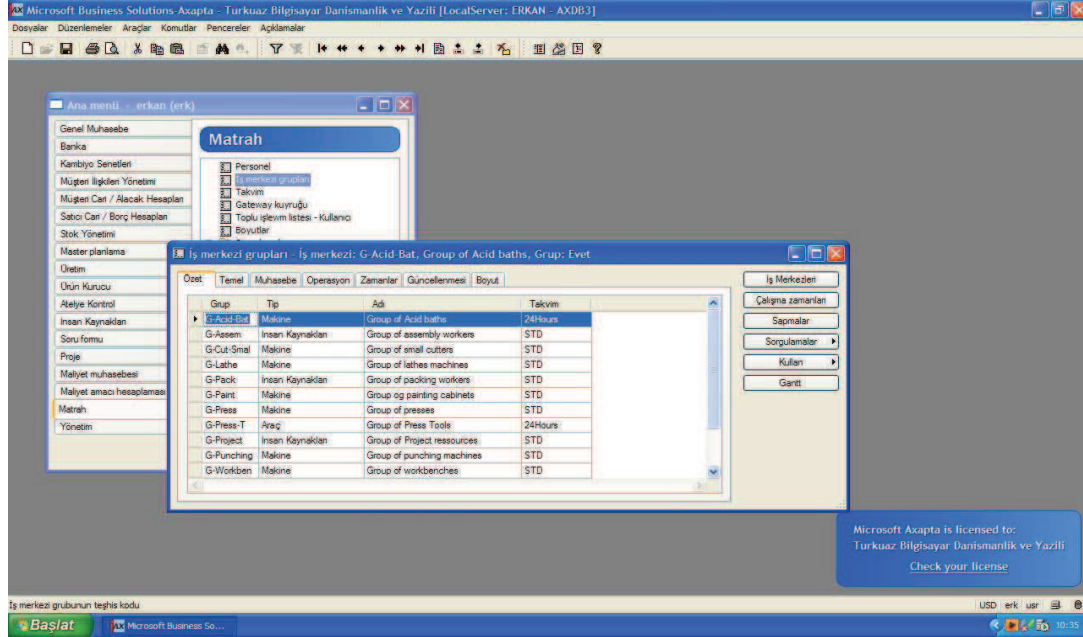 Microsoft Business Solutions-Axapta - Turkuaz Bilgisayar Danismanlik ve Yazili [LocalServer: ERKAN - AXDB3]
Dosyalar Düzenlemeler Araçlar Komutlar Pencereler Açıklamalar
Ana menü - erkan (erk)
Genel Muhasebe
Banka
Kambiyo Senetleri
Müşteri İlişkileri Yönetimi
Müşteri Cari / Alacak Hesapları
Satıcı Cari / Borç Hesapları
Stok Yönetimi
Master planlama
Üretim
Ürün Kurucu
Atelye Kontrol
Insan Kaynakları
Soru formu
Proje
Maliyet muhasebesi
Maliyet amacı hesaplaması
Matrah
Yönetim
Matrah
Personel
İş merkezi grupları
Takvim
Gateway kuyruğu
Toplu işlewm listesi - Kullanıcı
Boyutlar
İş merkezi grupları - İş merkezi: G-Acid-Bat, Group of Acid baths, Grup: Evet
Özet Temel Muhasebe Operasyon Zamanlar Güncellenmesi Boyut
Grup Tip Adı Takvim
G-Acid-Bat Makine Group of Acid baths 24Hours
G-Assem Insan Kaynakları Group of assembly workers STD
G-Cut-Smal Makine Group of small cutters STD
G-Lathe Makine Group of lathes machines STD
G-Pack Insan Kaynakları Group of packing workers STD
G-Paint Makine Group og painting cabinets STD
G-Press Makine Group of presses STD
G-Press-T Araç Group of Press Tools 24Hours
G-Project Insan Kaynakları Group of Project ressources STD
G-Punching Makine Group of punching machines STD
G-Workben Makine Group of workbenches STD
İş Merkezleri
Çalışma zamanları
Sapmalar
Sorgulamalar
Kullan
Gantt
Microsoft Axapta is licensed to:
Turkuaz Bilgisayar Danismanlik ve Yazili
Check your license
İş merkezi grubunun teşhis kodu
USD erk usr
Başlat
Microsoft Business So...
10:35